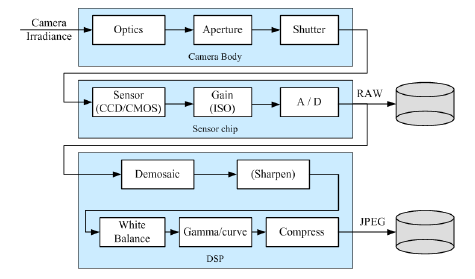 Camera
Irradiance
Optics
Aperture
Shutter
Camera Body
Sensor
(CCD/CMOS)
Gain
(ISO)
A / D
RAW
Sensor chip
Demosaic
(Sharpen)
White
Balance
Gamma/curve
Compress
JPEG
DSP